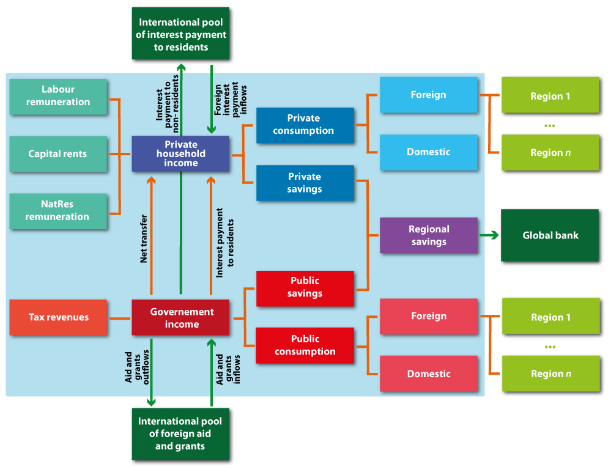 International pool
of interest payment
to residents
Labour
remuneration
Capital rents
NatRes
remuneration
Interest
payment to
non- residents
Foreign
interest
payment
inflows
Private
household
income
Private
consumption
Private
savings
Foreign
Domestic
Region 1
...
Region n
Regional
savings
Global bank
Net transfer
Interest payment
to residents
Tax revenues
Governement
income
Public
savings
Public
consumption
Foreign
Domestic
Region 1
...
Region n
Aid and
grants
outflows
Aid and
grants
inflows
International pool
of foreign aid
and grants